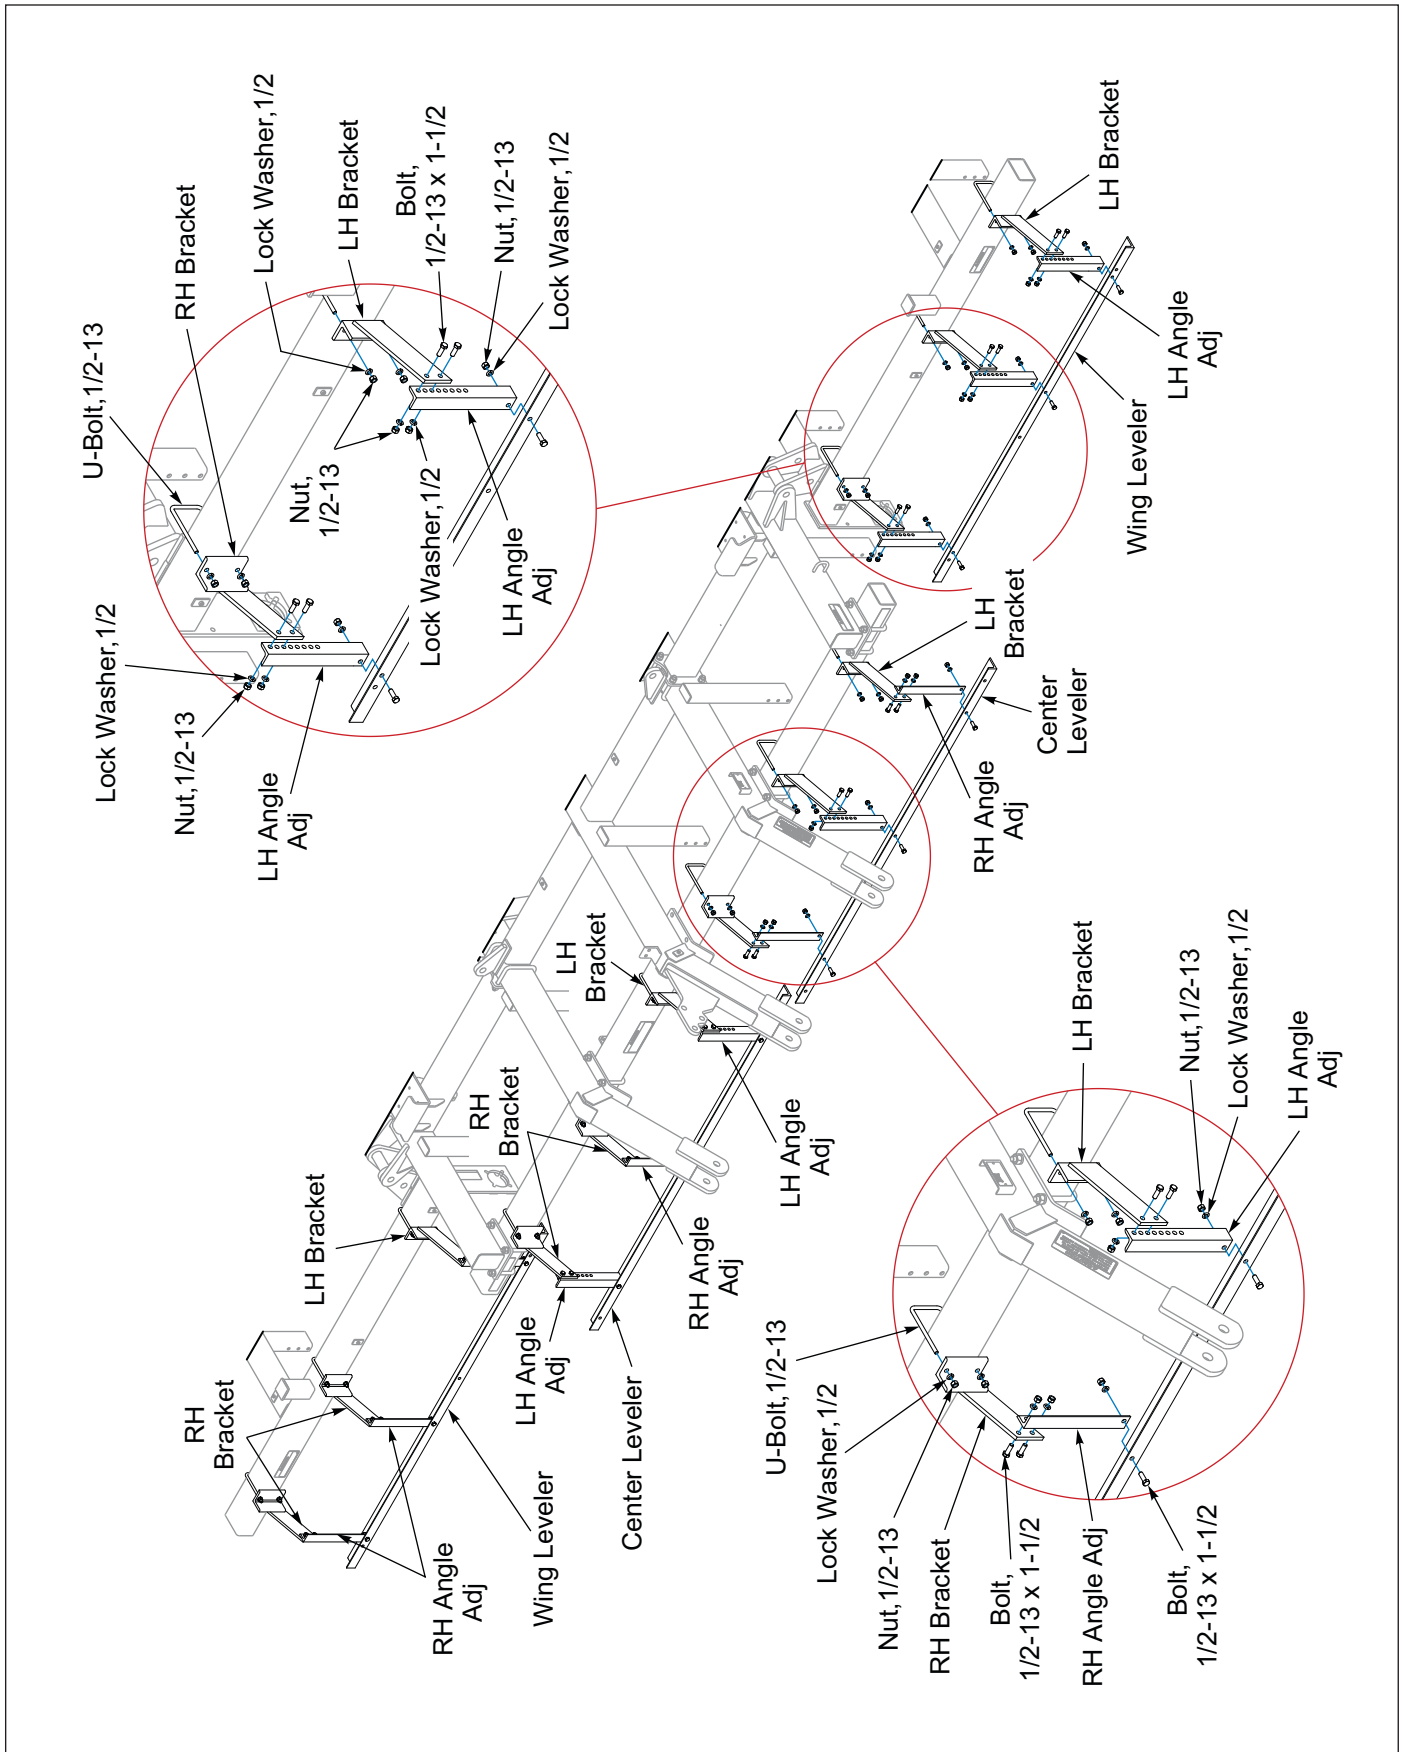 U-Bolt,1/2-13
RH Bracket
Lock Washer,1/2
LH Bracket
Bolt,
1/2-13 x 1-1/2
Nut,1/2-13
Lock Washer,1/2
Lock Washer,1/2
Nut,1/2-13
LH Angle
Adj
Nut,
1/2-13
Lock Washer,1/2
LH Angle
Adj
LH Bracket
LH Angle
Adj
Wing Leveler
LH
Bracket
Center
Leveler
RH Angle
Adj
LH
Bracket
LH Angle
Adj
RH
Bracket
RH Angle
Adj
LH Bracket
LH Angle
Adj
Center Leveler
RH
Bracket
RH Angle
Adj
Wing Leveler
LH Bracket
Nut,1/2-13
Lock Washer,1/2
LH Angle
Adj
U-Bolt,1/2-13
Lock Washer,1/2
Nut,1/2-13
RH Bracket
Bolt,
1/2-13 x 1-1/2
RH Angle Adj
Bolt,
1/2-13 x 1-1/2